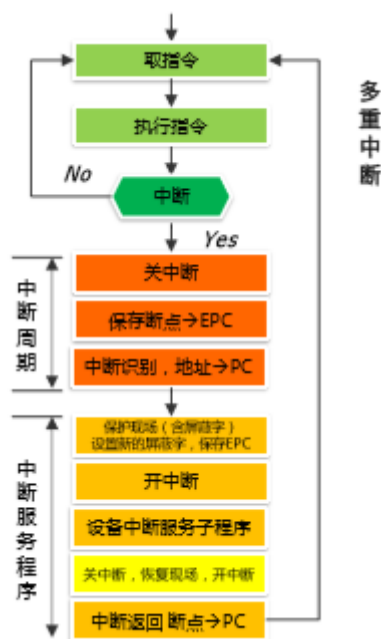 取指令
多重中断
执行指令
No
中断
Yes
中断周期
关中断
保存断点→EPC
中断识别，地址→PC
中断服务程序
保护现场（含屏蔽字）
设置新的屏蔽字，保存EPC
开中断
设备中断服务子程序
关中断，恢复现场，开中断
中断返回 断点→PC